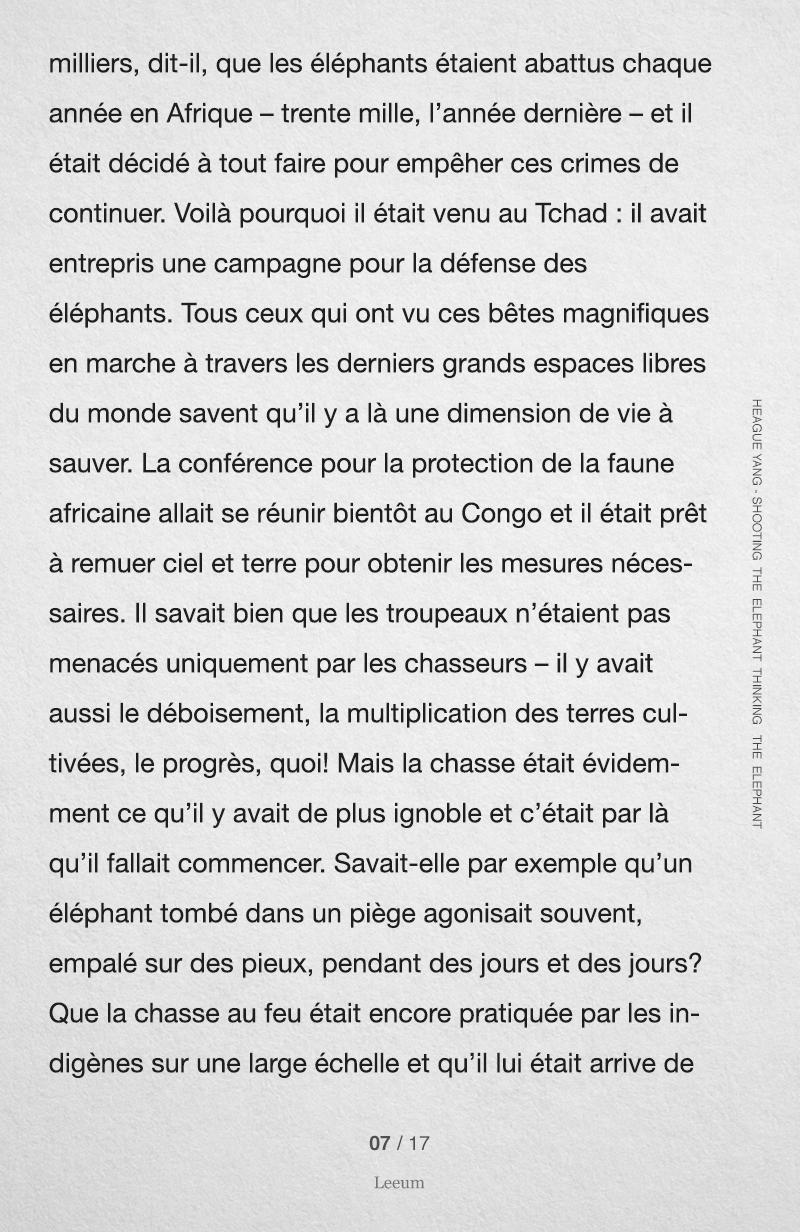 milliers, dit-il, que les éléphants étaient abattus chaque
année en Afrique – trente mille, l’année dernière – et il
était décidé à tout faire pour empêher ces crimes de
continuer. Voilà pourquoi il était venu au Tchad : il avait
entrepris une campagne pour la défense des
éléphants. Tous ceux qui ont vu ces bêtes magnifiques
en marche à travers les derniers grands espaces libres
du monde savent qu’il y a là une dimension de vie à
sauver. La conférence pour la protection de la faune
africaine allait se réunir bientôt au Congo et il était prêt
à remuer ciel et terre pour obtenir les mesures néces-
saires. Il savait bien que les troupeaux n’étaient pas
menacés uniquement par les chasseurs – il y avait
aussi le déboisement, la multiplication des terres cul-
tivées, le progrès, quoi! Mais la chasse était évidem-
ment ce qu’il y avait de plus ignoble et c’était par là
qu’il fallait commencer. Savait-elle par exemple qu’un
éléphant tombé dans un piège agonisait souvent,
empalé sur des pieux, pendant des jours et des jours?
Que la chasse au feu était encore pratiquée par les in-
digènes sur une large échelle et qu’il lui était arrive de
HEAGUE YANG - SHOOTING THE ELEPHANT THINKING THE ELEPHANT
07 / 17
Leeum